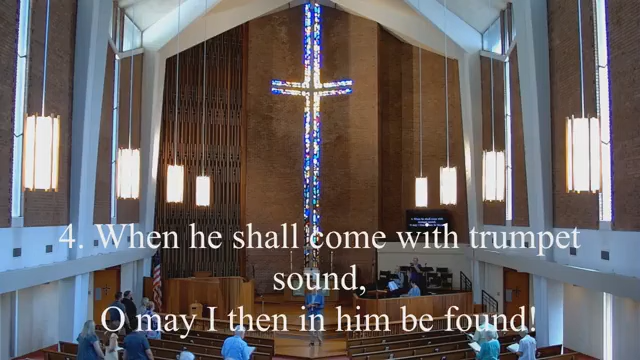 4. When he shall come with trumpet
sound,
O may I then in him be found!